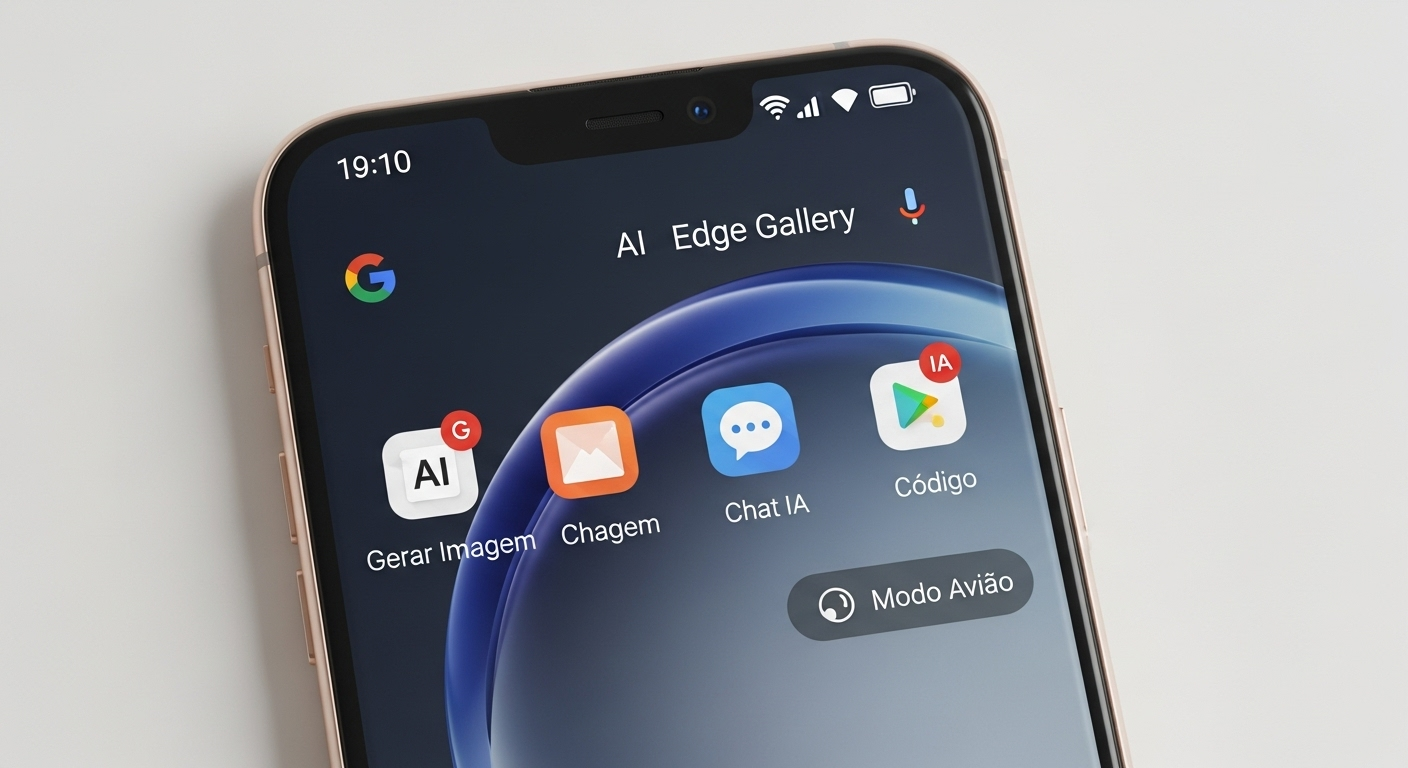 19:10
G
AI Edge Gallery
G
AI
IA
Gerar Imagem
Chagem
Chat IA
Código
Modo Avião